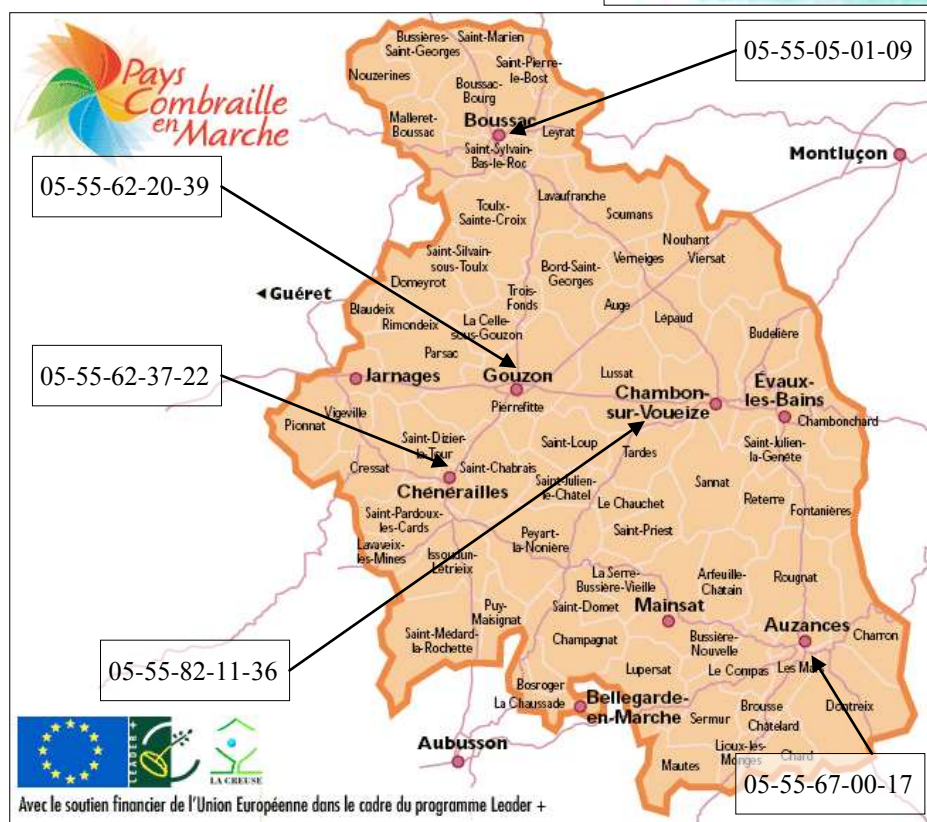 Pays
Combraille
en Marche
05-55-05-01-09
Bussières-
Saint-Georges
Saint-Marien
Nouzerines
Saint-Pierre-
le-Bost
Boussac-
Bourg
Malleret-
Boussac
Boussac
Leyrat
Saint-Sylvain-
Bas-le-Roc
Montluçon
05-55-62-20-39
Lavaufranche
Toulx-
Sainte-Croix
Soumans
Nouhant
Saint-Silvain-
sous-Toulx
Verneiges
Viersat
Bord-Saint-
Georges
Domeyrot
Trois-
Fonds
◄Guéret
Blaudeix
Rimondeix
La Celle-
sous-Gouzon
Auge
Lépaud
Budelière
Parsac
05-55-62-37-22
Jarnages
Gouzon
Lussat
Évaux-
les-Bains
Chambon-
sur-Voueize
Pierrefitte
Chambonchard
Vigeville
Pionnat
Saint-Dizier-
la-Tour
Saint-Loup
Tardes
Saint-Julien-
la-Genête
Cressat
Saint-Chabrais
Chénérailles
Saint-Julien-
le-Châtel
Sannat
Le Chauchet
Reterre
Fontanières
Saint-Pardoux-
les-Cards
Saint-Priest
Peyart-
la-Nonière
Lavaveix-
les-Mines
Issoudun-
Létrieix
La Serre-
Bussière-Vieille
Arfeuille-
Chatain
Rougnat
Puy-
Maisignat
Saint-Domet
Mainsat
Auzances
Saint-Medard-
la-Rochette
Champagnat
Bussière-
Nouvelle
Charron
05-55-82-11-36
Lupersat
Le Compas
Les Ma
Bosroger
La Chaussade
Bellegarde-
en-Marche
Brousse
Dontreix
Sermur
Châtelard
Aubusson
Lioux-les-
Monges
Chard
Mautes
05-55-67-00-17
LEADER +
LA CREUSE
Avec le soutien financier de l'Union Européenne dans le cadre du programme Leader +